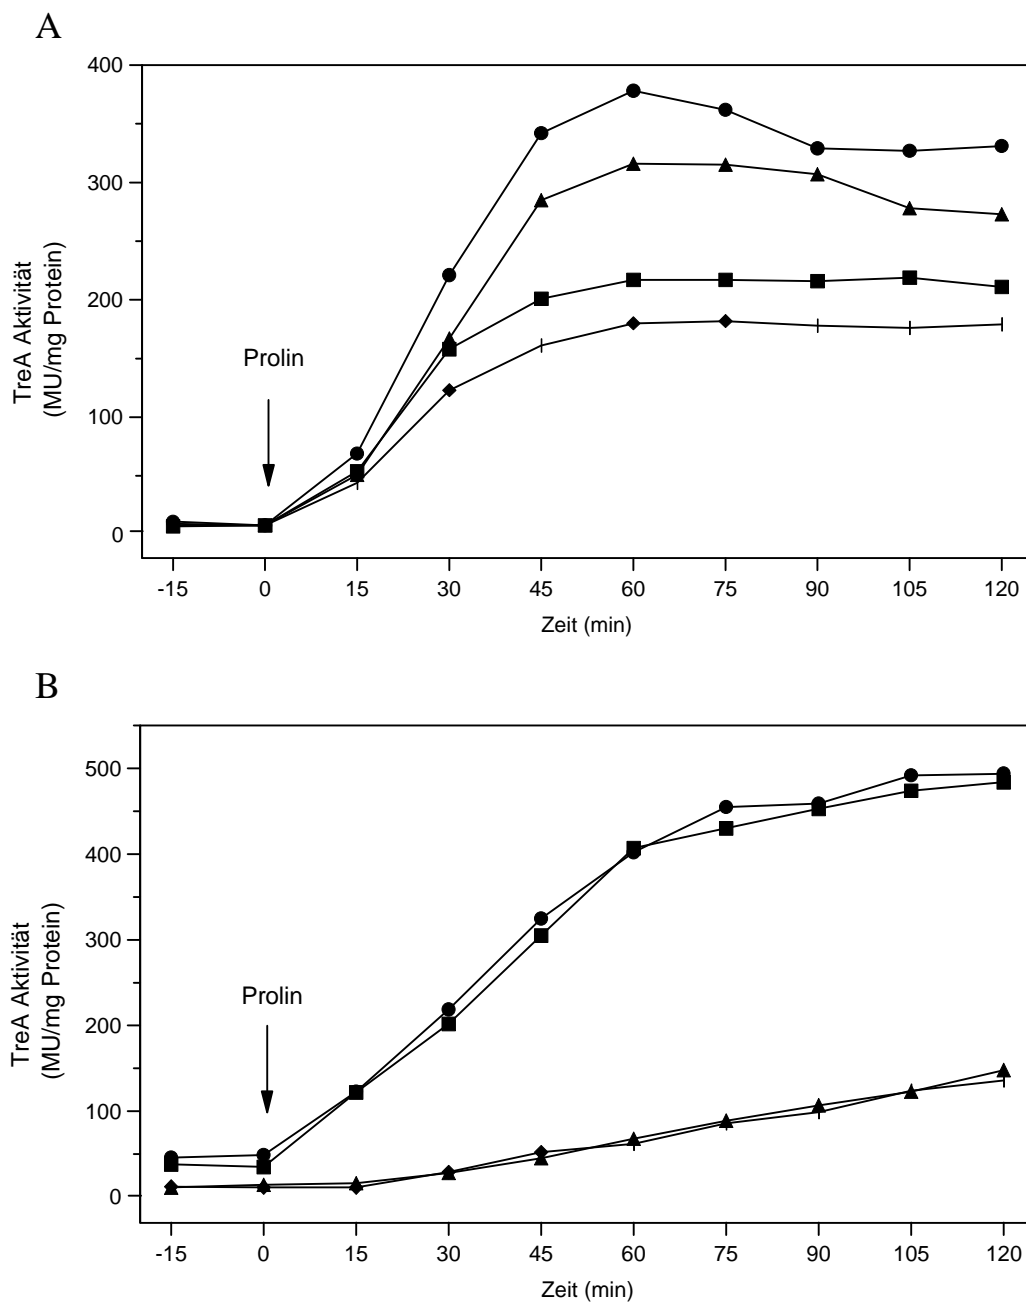 A
400
300
200
100
0
TreA Aktivität
(MU/mg Protein)
Prolin
-15 0 15 30 45 60 75 90 105 120
Zeit (min)
B
500
400
300
200
100
0
TreA Aktivität
(MU/mg Protein)
Prolin
-15 0 15 30 45 60 75 90 105 120
Zeit (min)